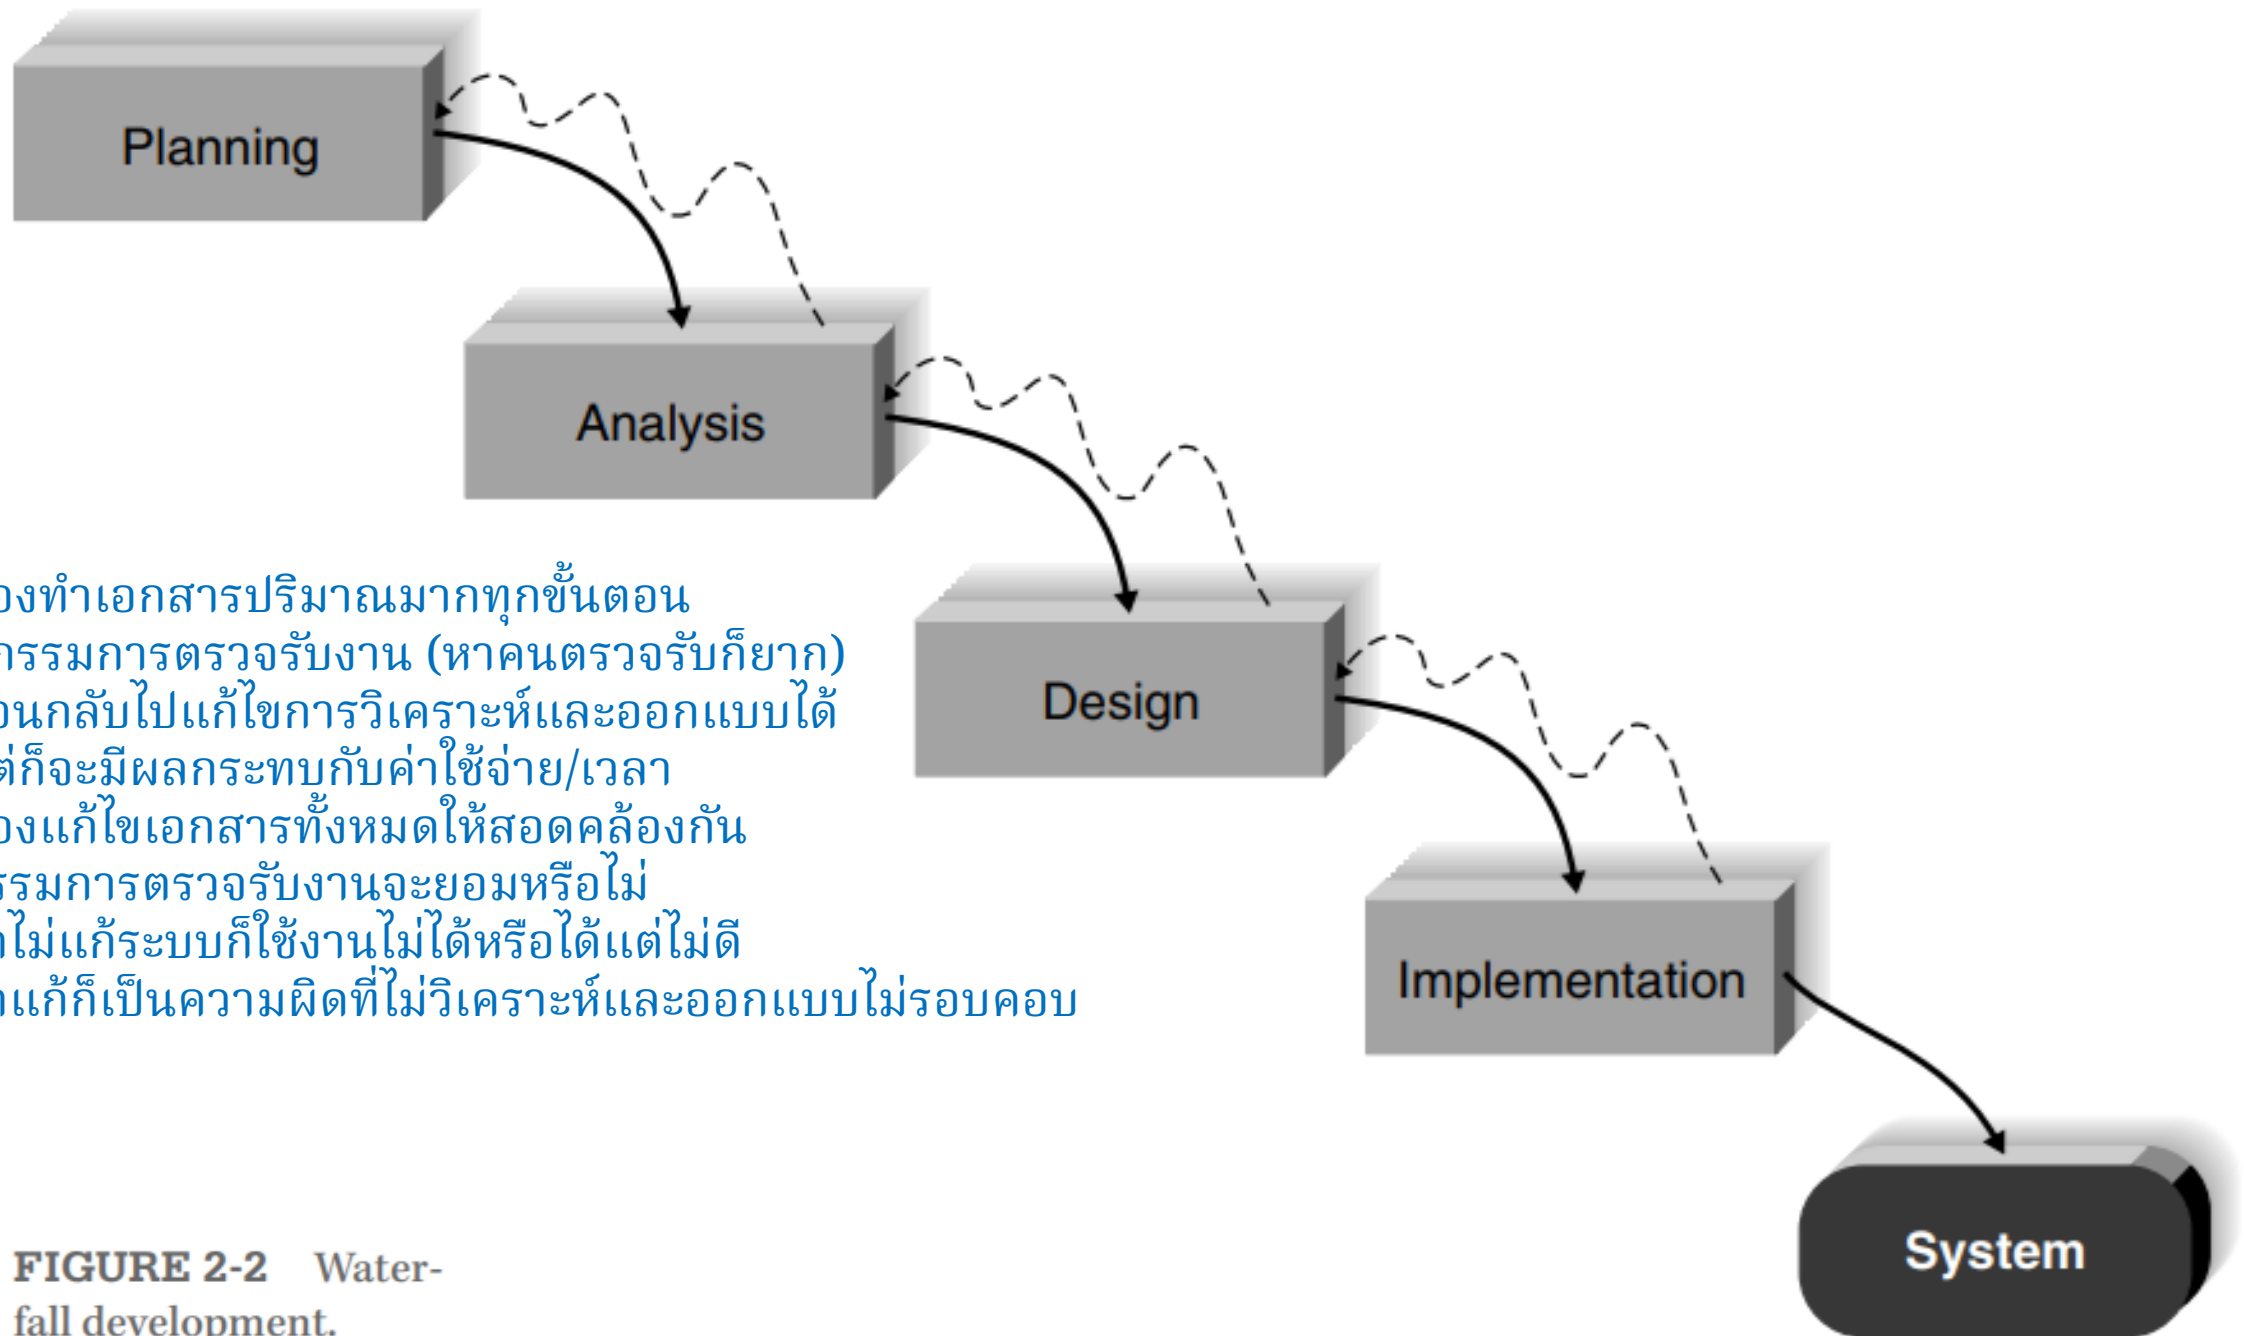 Planning
Analysis
Design
Implementation
System
องทำเอกสารปริมาณมากทุกขั้นตอน
กรรมการตรวจรับงาน (หาคนตรวจรับก็ยาก)
อนกลับไปแก้ไขการวิเคราะห์และออกแบบได้
ต่ก็จะมีผลกระทบกับค่าใช้จ่าย/เวลา
องแก้ไขเอกสารทั้งหมดให้สอดคล้องกัน
รรมการตรวจรับงานจะยอมหรือไม่
าไม่แก้ระบบก็ใช้งานไม่ได้หรือได้แต่ไม่ดี
าแก้ก็เป็นความผิดที่ไม่วิเคราะห์และออกแบบไม่รอบคอบ
FIGURE 2-2 Water-
fall development.